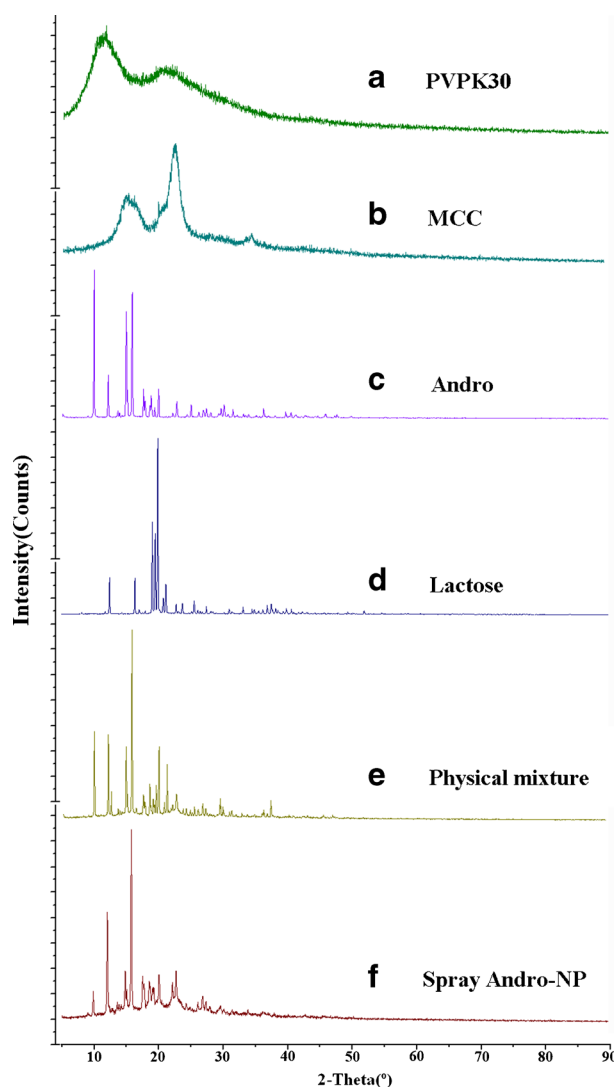 a PVPK30
b MCC
c Andro
d Lactose
e Physical mixture
f Spray Andro-NP
Intensity(Counts)
10 20 30 40 50 60 70 80 90
2-Theta(º)